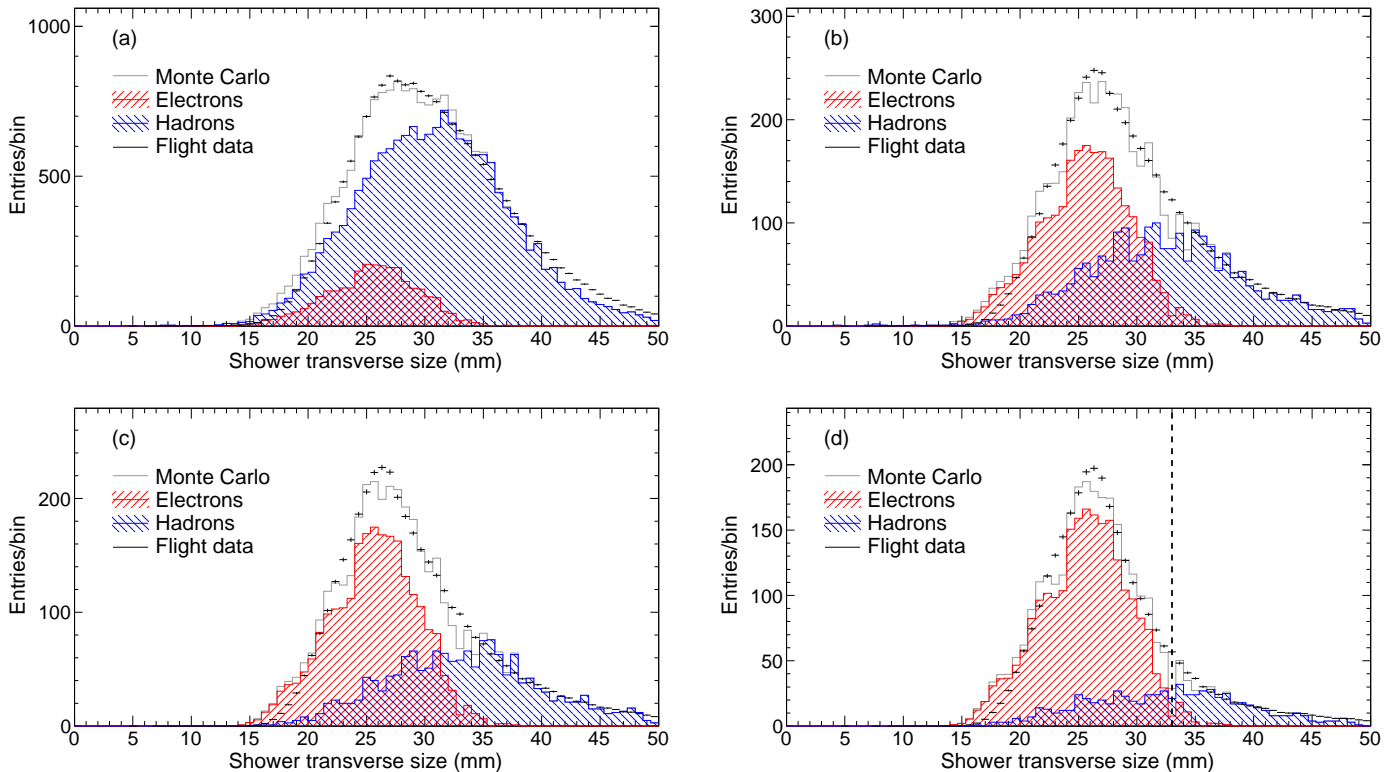 (a)
Monte Carlo
Electrons
Hadrons
Flight data
Entries/bin
1000
500
0
0 5 10 15 20 25 30 35 40 45 50
Shower transverse size (mm)
(b)
Monte Carlo
Electrons
Hadrons
Flight data
Entries/bin
300
200
100
0
0 5 10 15 20 25 30 35 40 45 50
Shower transverse size (mm)
(c)
Monte Carlo
Electrons
Hadrons
Flight data
Entries/bin
200
100
0
0 5 10 15 20 25 30 35 40 45 50
Shower transverse size (mm)
(d)
Monte Carlo
Electrons
Hadrons
Flight data
Entries/bin
200
150
100
50
0
0 5 10 15 20 25 30 35 40 45 50
Shower transverse size (mm)